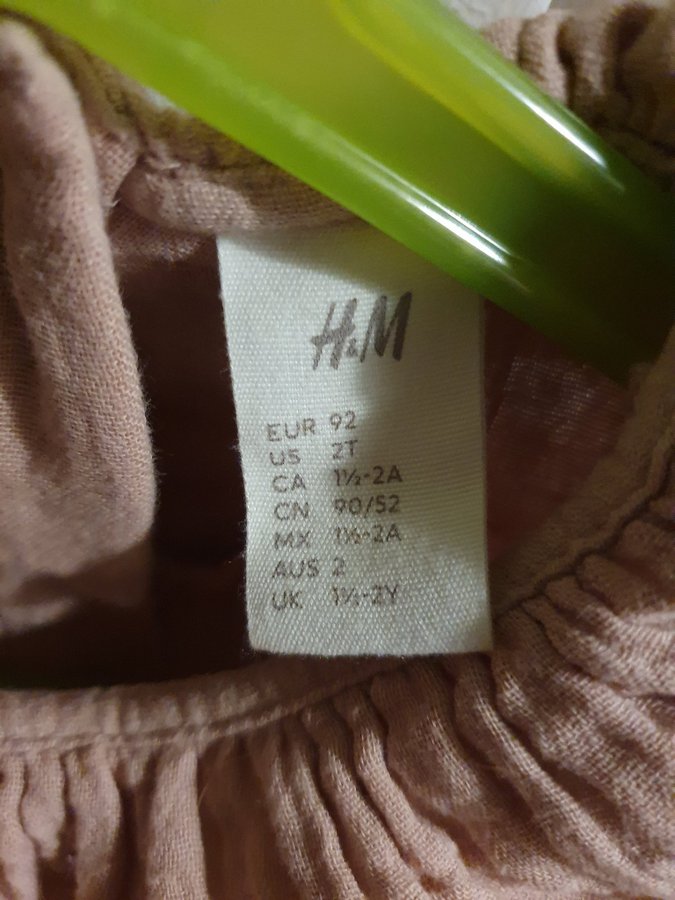 H&M
EUR 92
US 2T
CA 1½-2A
CN 90/52
MX 1½-2A
AUS 2
UK 1½-2Y